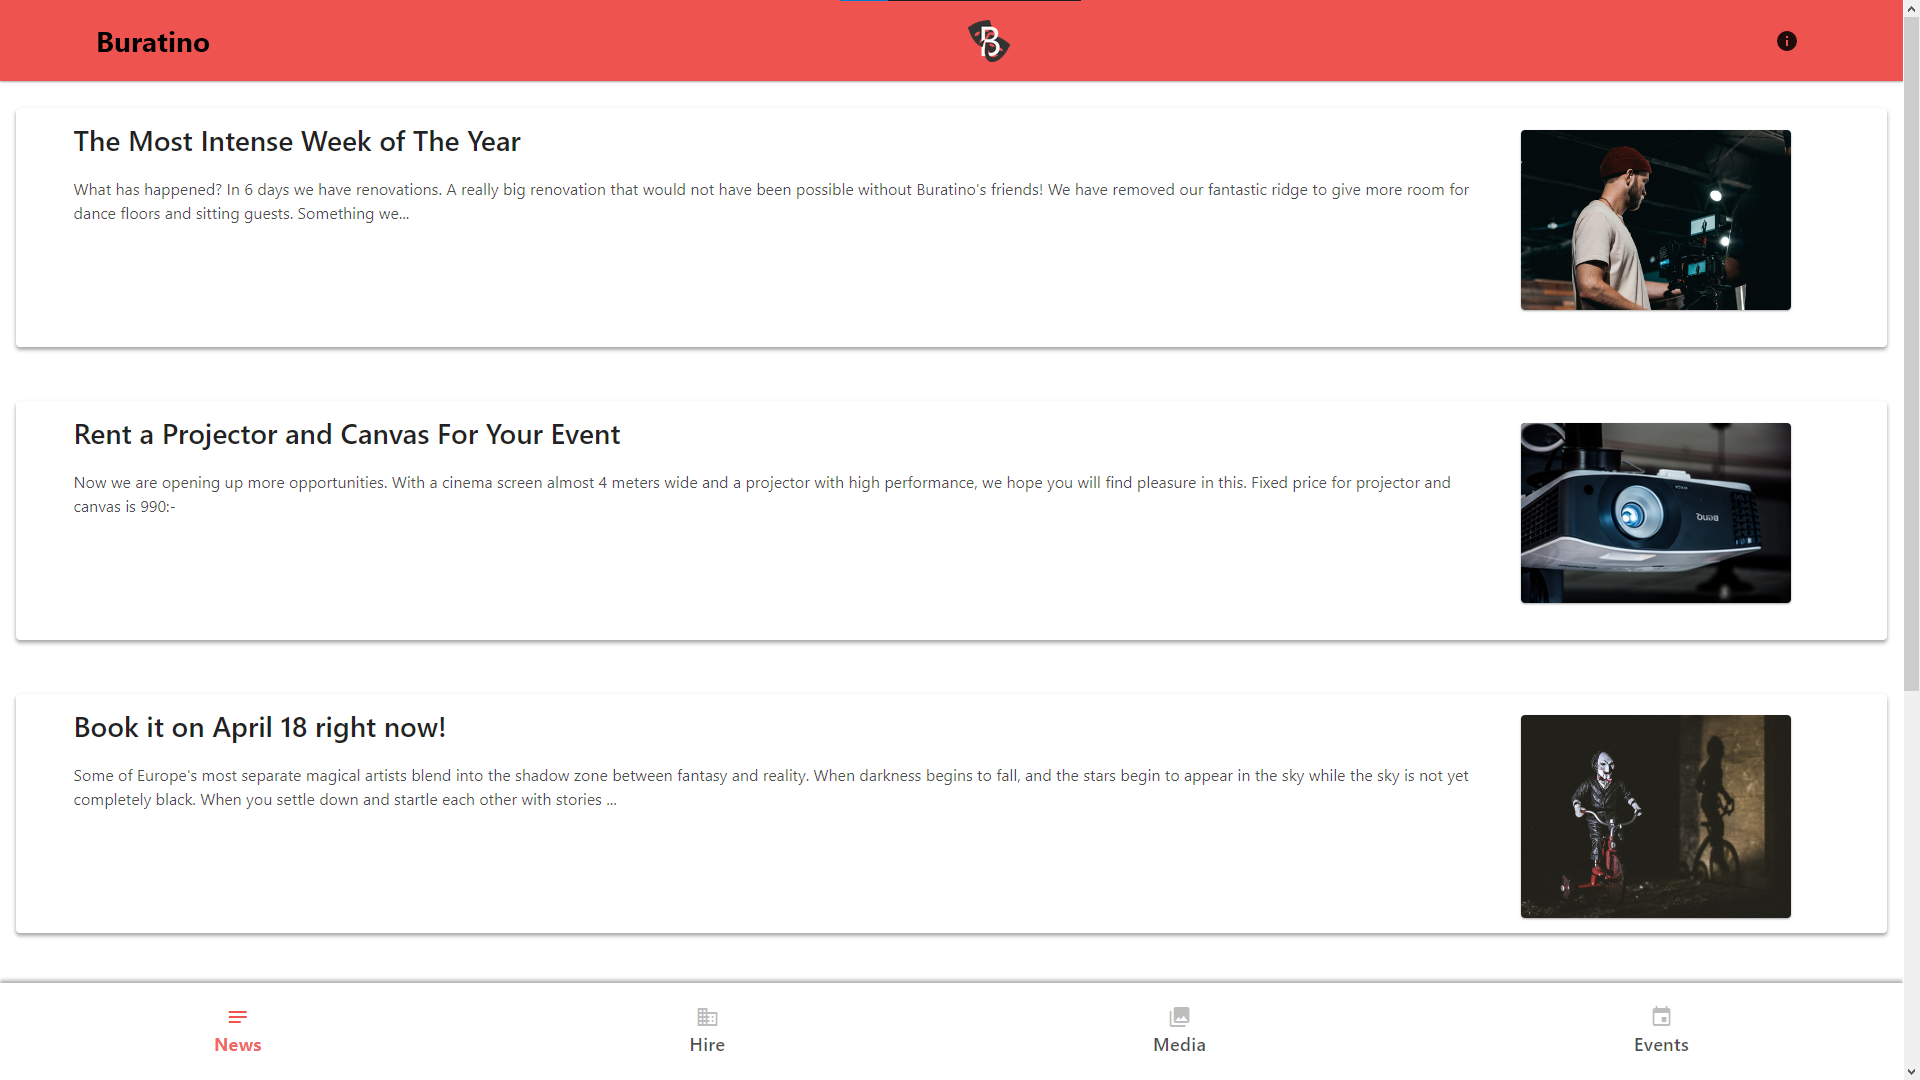 Buratino
B
The Most Intense Week of The Year
What has happened? In 6 days we have renovations. A really big renovation that would not have been possible without Buratino's friends! We have removed our fantastic ridge to give more room for
dance floors and sitting guests. Something we...
Rent a Projector and Canvas For Your Event
Now we are opening up more opportunities. With a cinema screen almost 4 meters wide and a projector with high performance, we hope you will find pleasure in this. Fixed price for projector and
canvas is 990:-
BenQ
Book it on April 18 right now!
Some of Europe's most separate magical artists blend into the shadow zone between fantasy and reality. When darkness begins to fall, and the stars begin to appear in the sky while the sky is not yet
completely black. When you settle down and startle each other with stories ...
News
Hire
Media
Events